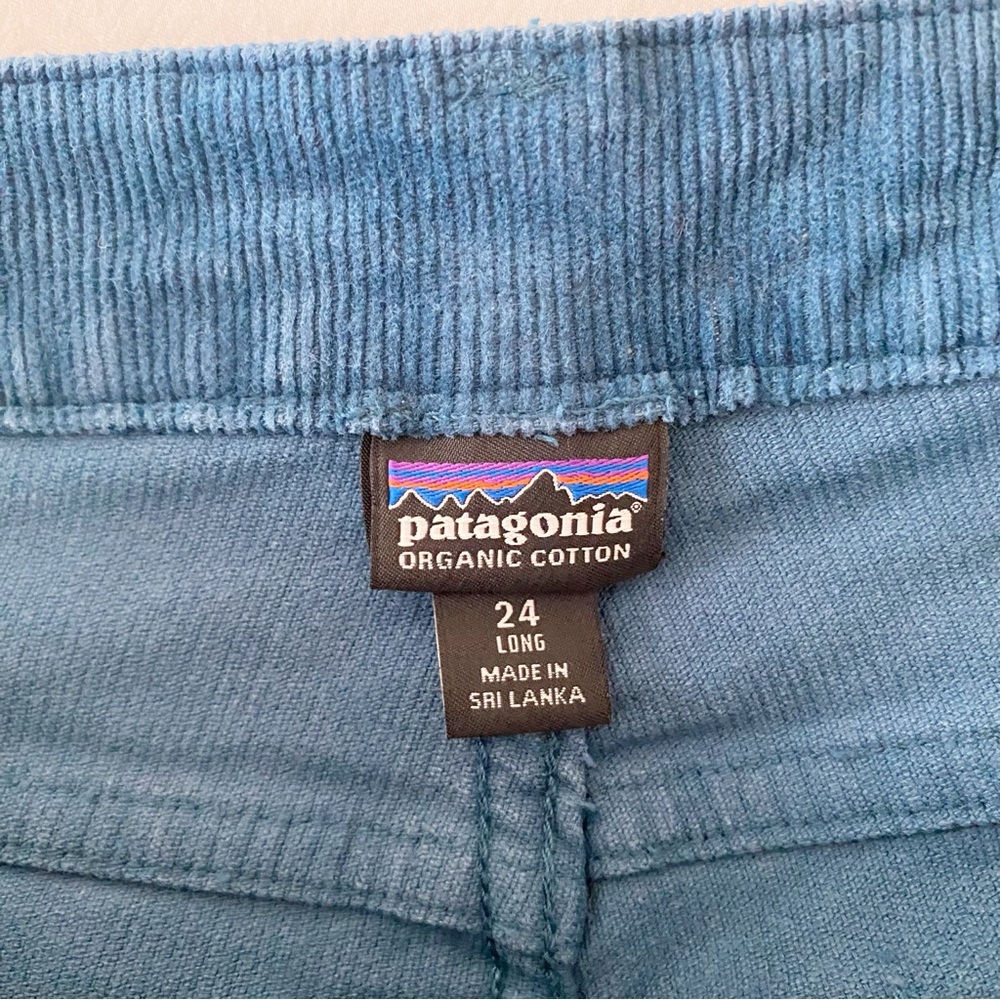 patagonia®
ORGANIC COTTON
24
LONG
MADE IN
SRI LANKA